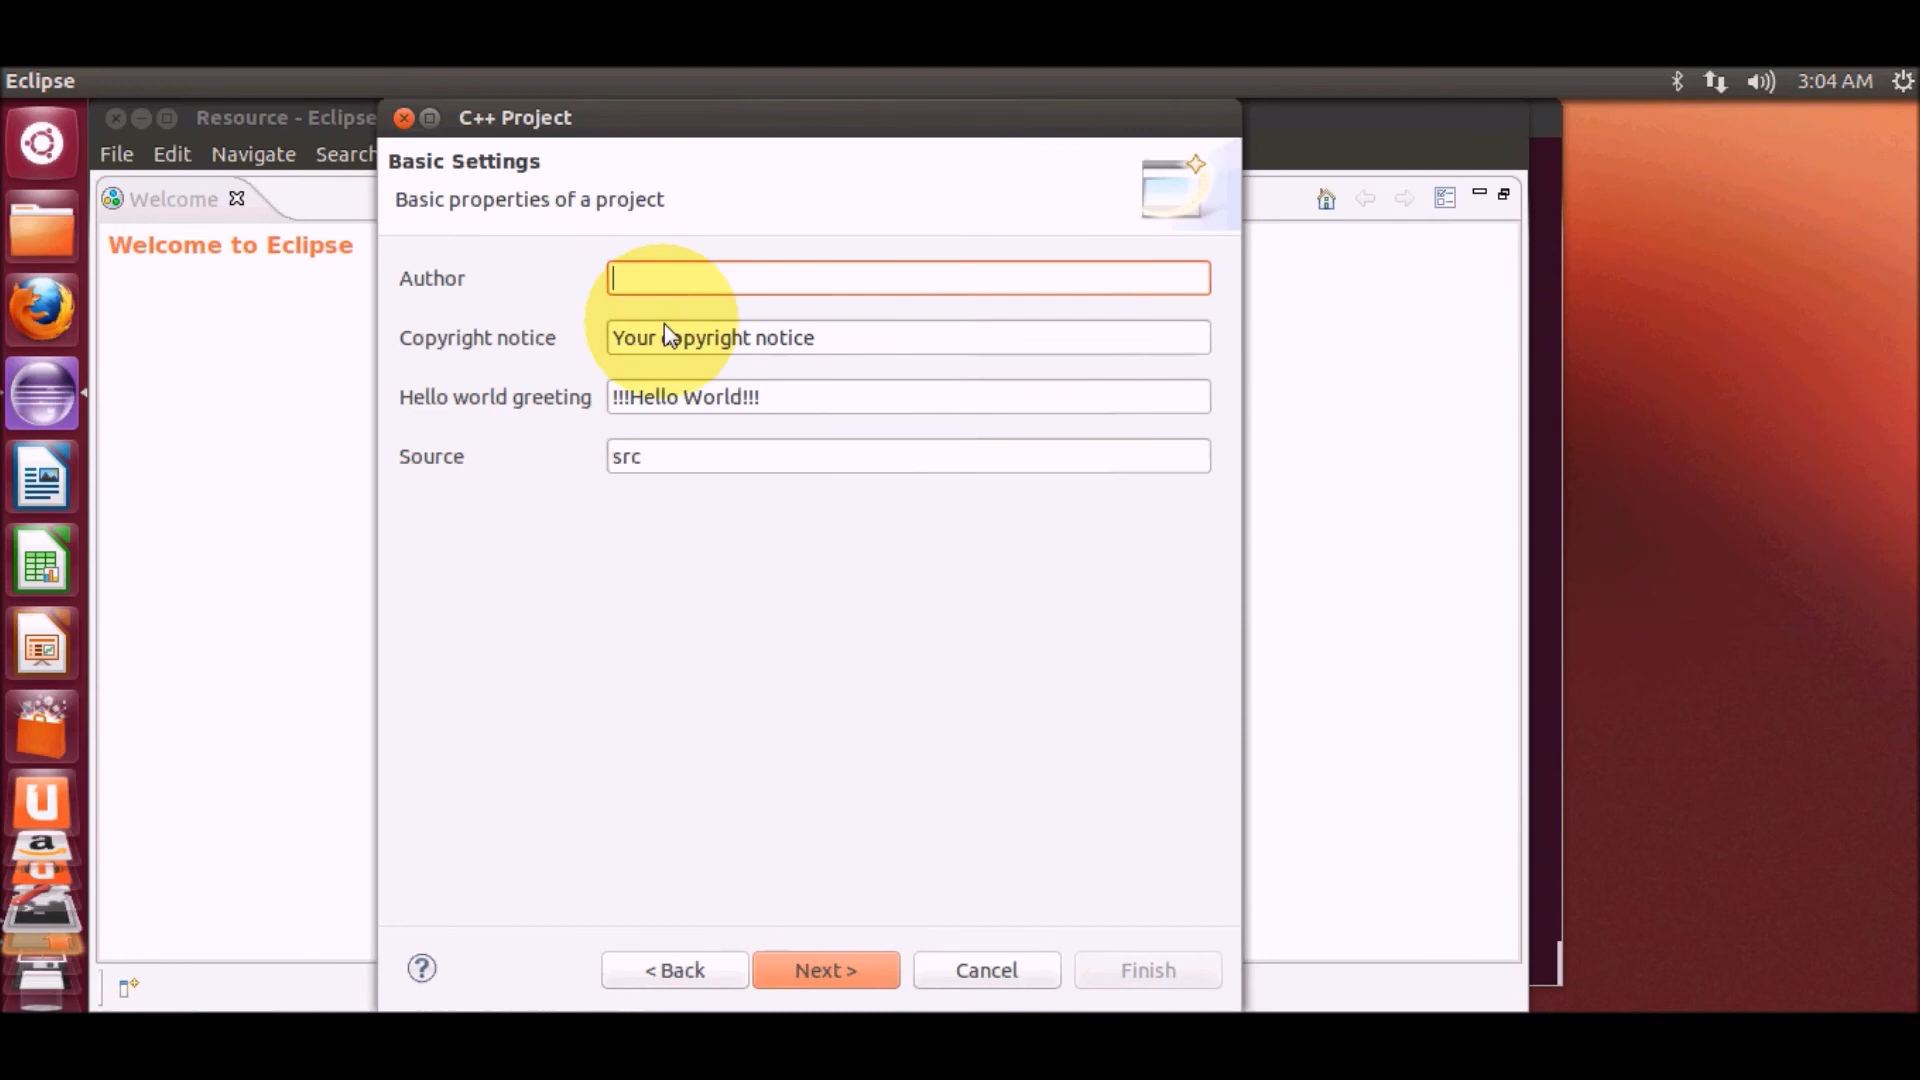 Eclipse
3:04 AM
Resource - Eclipse
C++ Project
File Edit Navigate Search
Basic Settings
Basic properties of a project
Welcome
Welcome to Eclipse
Author
Copyright notice
Your copyright notice
Hello world greeting
!!!Hello World!!!
Source
src
?
< Back
Next >
Cancel
Finish